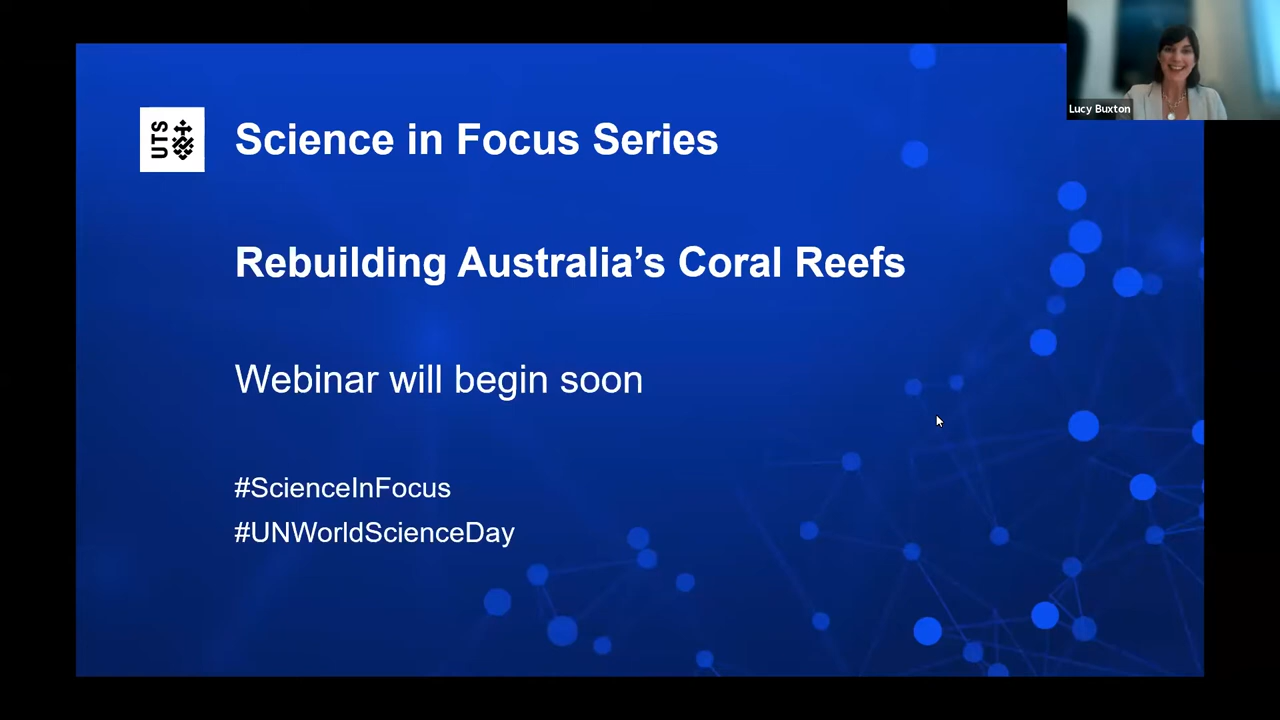 UTS
Science in Focus Series
Rebuilding Australia’s Coral Reefs
Webinar will begin soon
#ScienceInFocus
#UNWorldScienceDay
Lucy Buxton